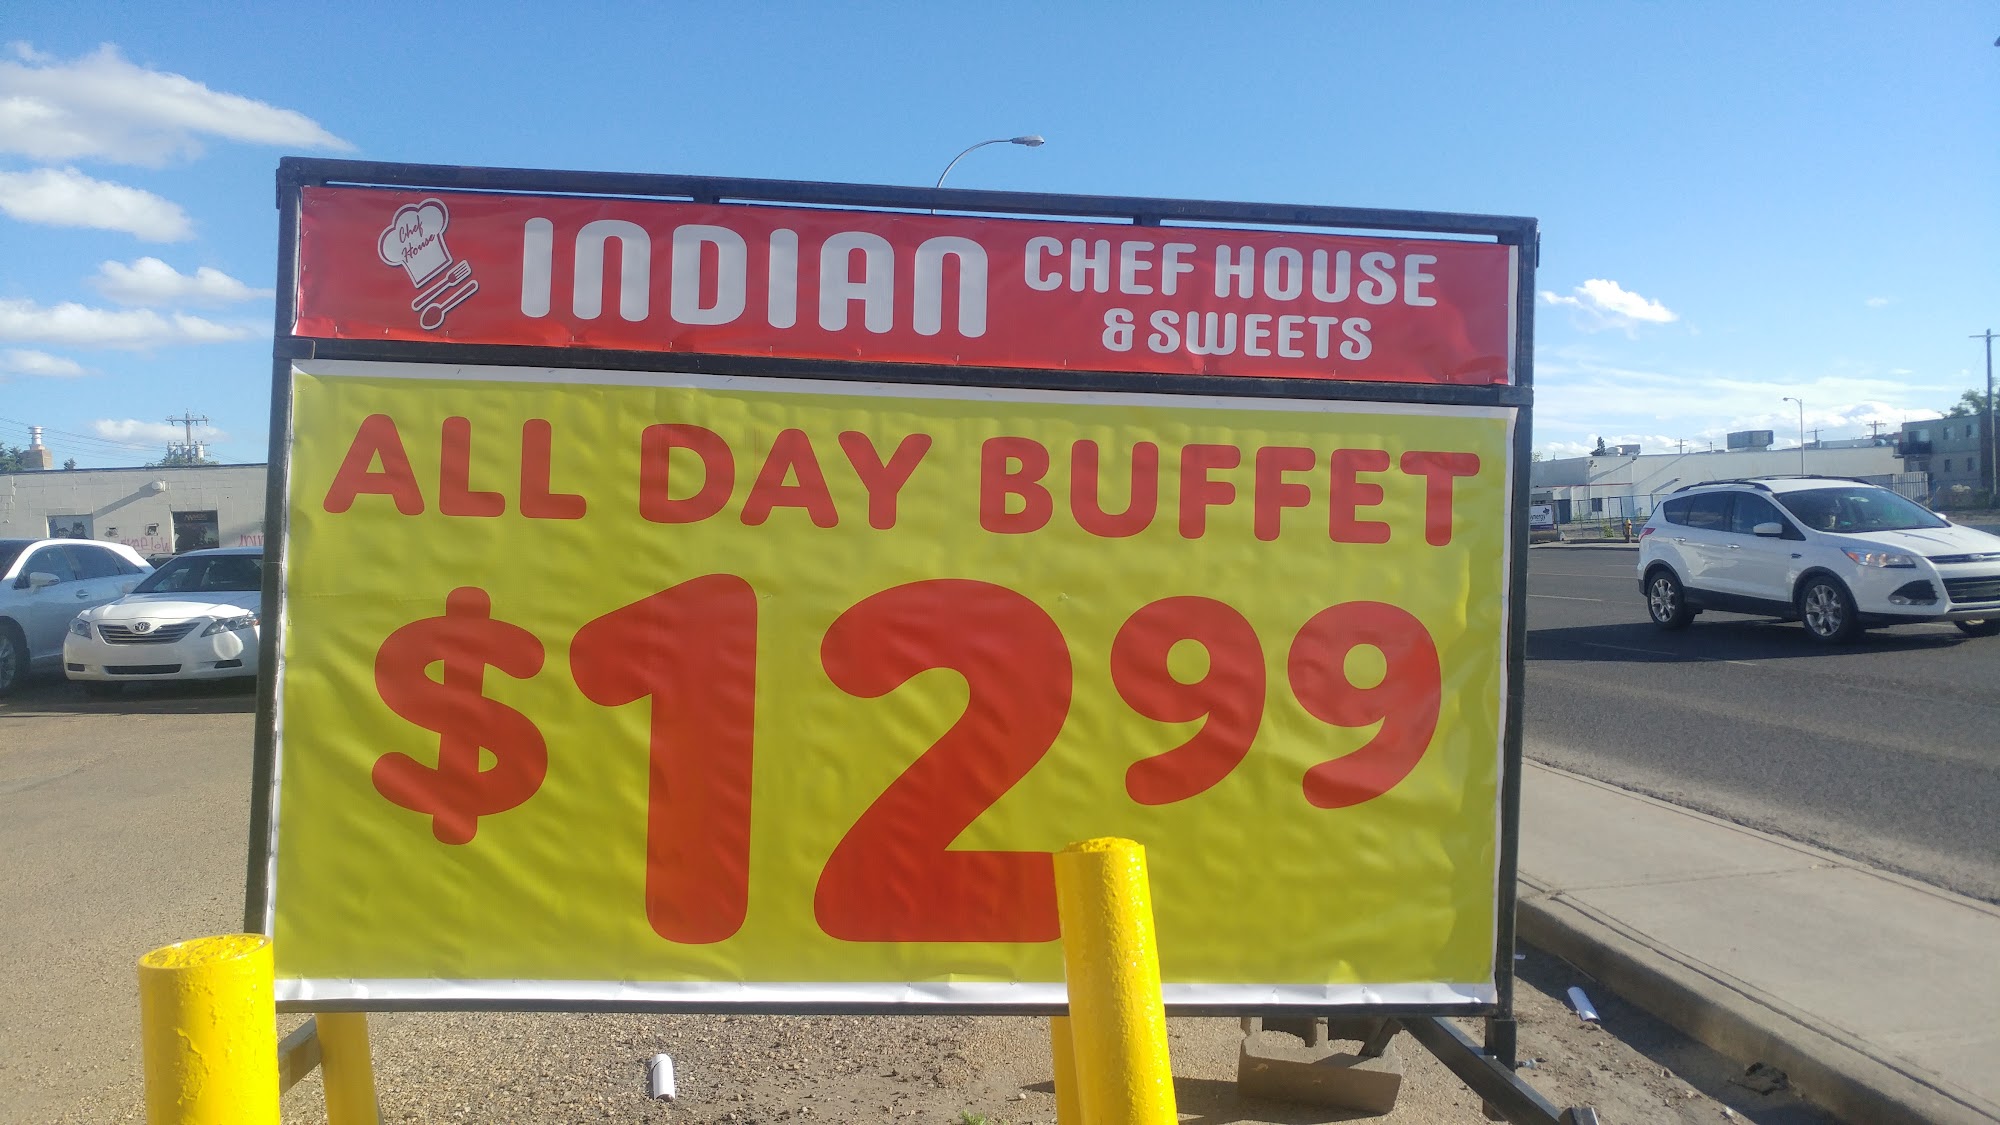 Chef
House
INDIAN
CHEF HOUSE
& SWEETS
ALL DAY BUFFET
$12 99